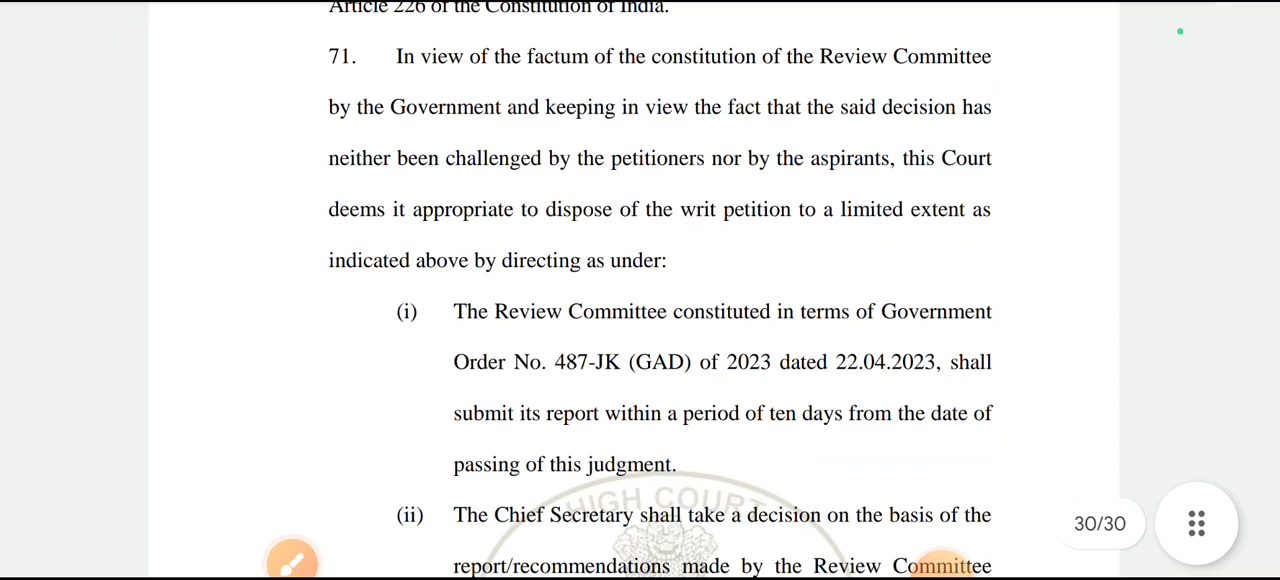 Article 226 of the Constitution of India.
71. In view of the factum of the constitution of the Review Committee
by the Government and keeping in view the fact that the said decision has
neither been challenged by the petitioners nor by the aspirants, this Court
deems it appropriate to dispose of the writ petition to a limited extent as
indicated above by directing as under:
(i) The Review Committee constituted in terms of Government
Order No. 487-JK (GAD) of 2023 dated 22.04.2023, shall
submit its report within a period of ten days from the date of
passing of this judgment.
HIGH COURT
(ii) The Chief Secretary shall take a decision on the basis of the
30/30
report/recommendations made by the Review Committee